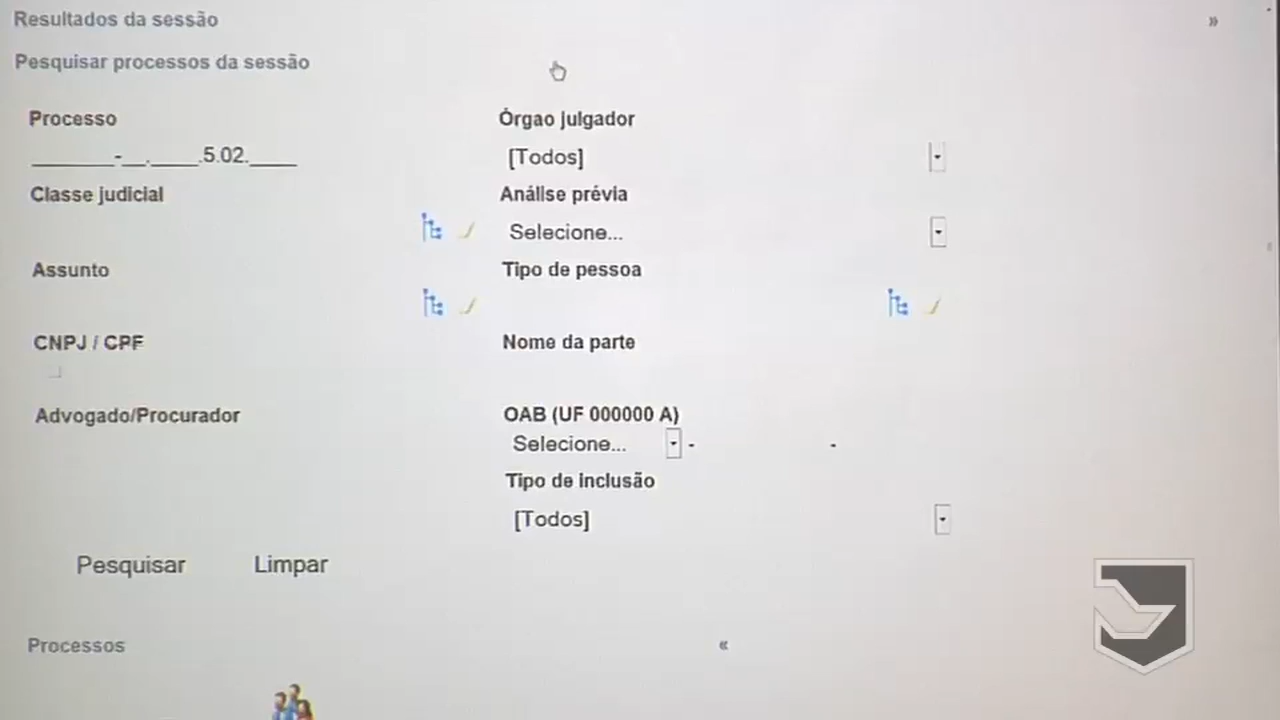 Resultados da sessão »
Pesquisar processos da sessão
Processo Órgao julgador
_______-__.____.5.02.____ [Todos]
Classe judicial Análise prévia
Selecione...
Assunto Tipo de pessoa
CNPJ / CPF Nome da parte
Advogado/Procurador OAB (UF 000000 A)
Selecione... - -
Tipo de inclusão
[Todos]
Pesquisar Limpar
Processos «